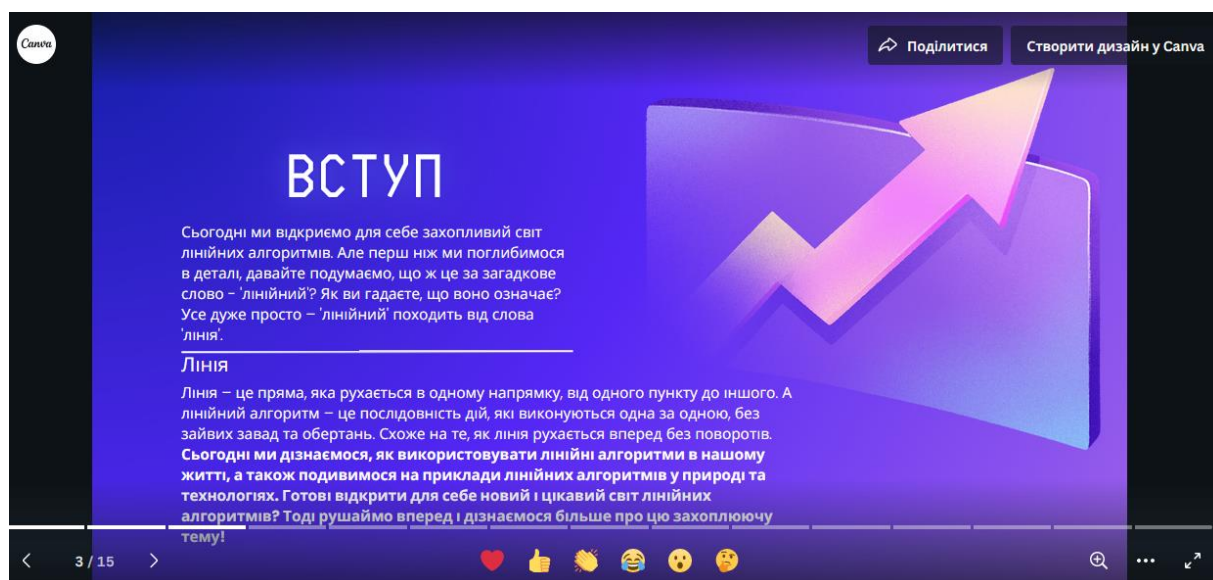 Canva
Поділитися
Створити дизайн у Canva
ВСТУП
Сьогодні ми відкриємо для себе захопливий світ
лінійних алгоритмів. Але перш ніж ми поглибимося
в деталі, давайте подумаємо, що ж це за загадкове
слово – 'лінійний'? Як ви гадаєте, що воно означає?
Усе дуже просто – 'лінійний' походить від слова
'лінія'.
Лінія
Лінія – це пряма, яка рухається в одному напрямку, від одного пункту до іншого. А
лінійний алгоритм – це послідовність дій, які виконуються одна за одною, без
зайвих завад та обертань. Схоже на те, як лінія рухається вперед без поворотів.
Сьогодні ми дізнаємося, як використовувати лінійні алгоритми в нашому
житті, а також подивимося на приклади лінійних алгоритмів у природі та
технологіях. Готові відкрити для себе новий і цікавий світ лінійних
алгоритмів? Тоді рушаймо вперед і дізнаємося більше про цю захоплюючу
тему!
3 / 15